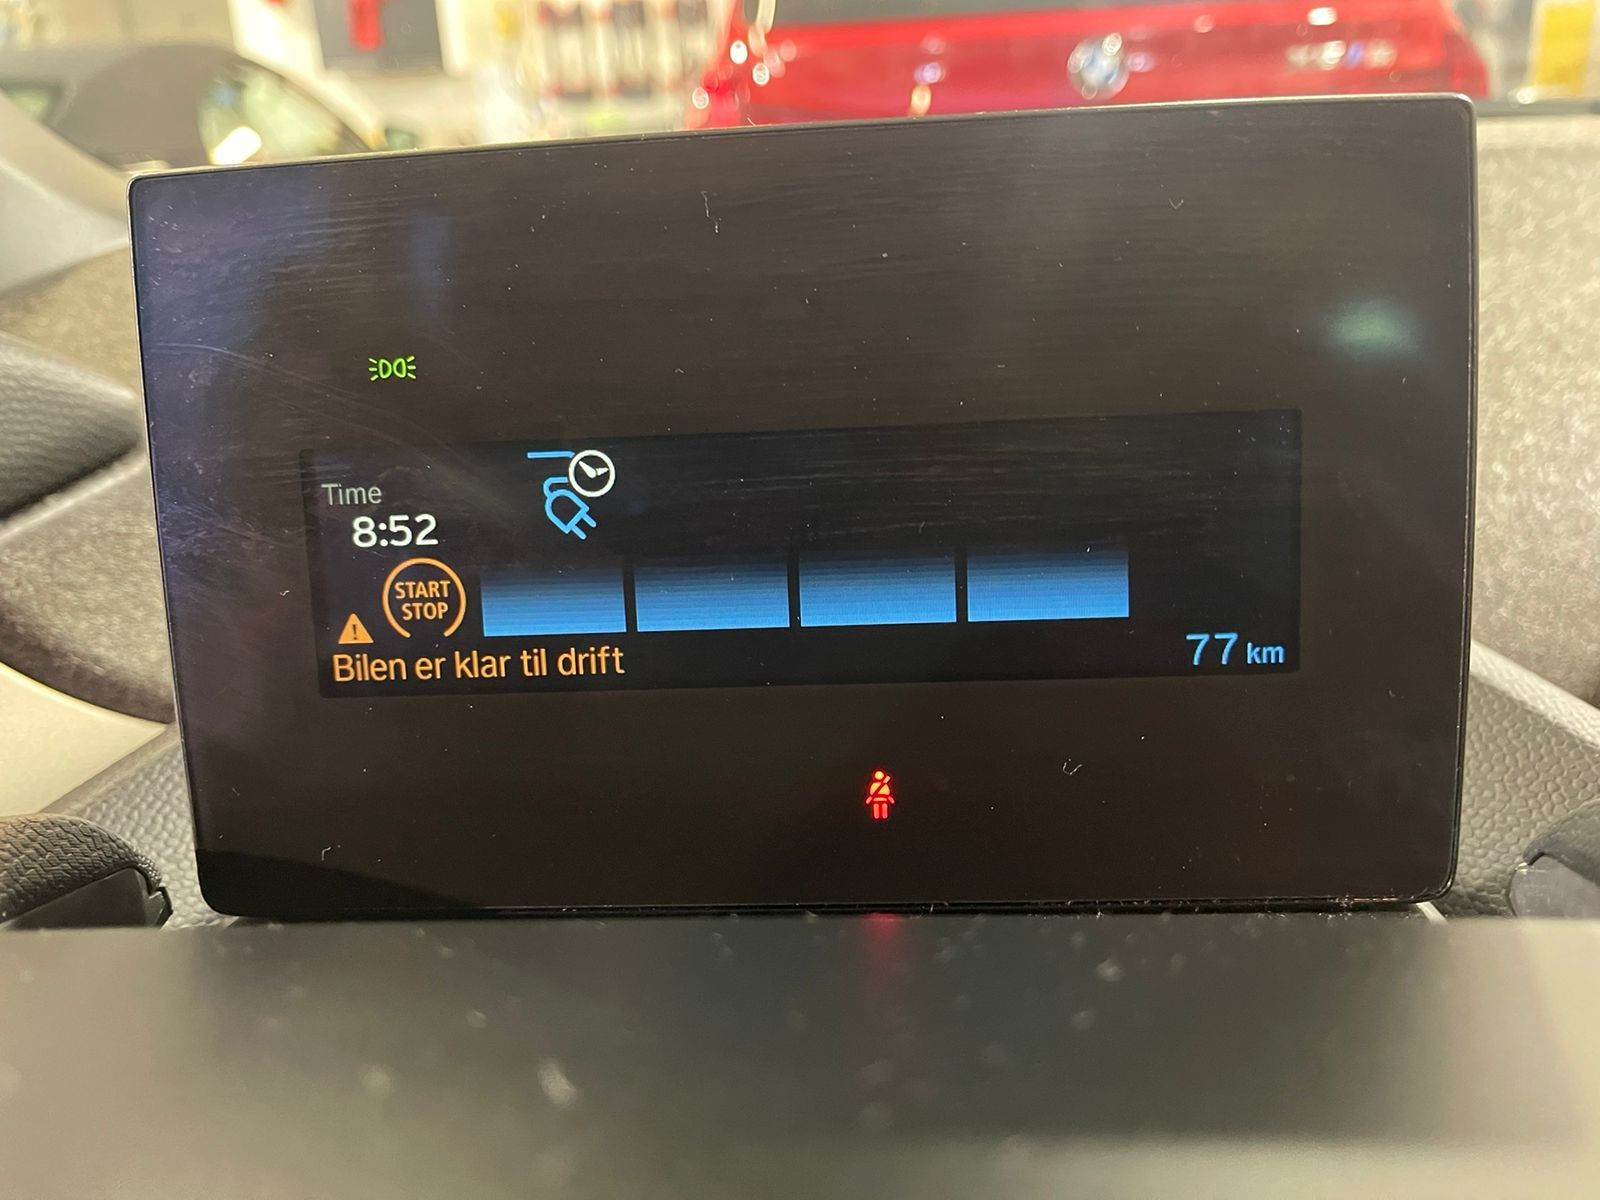 Time
8:52
START
STOP
Bilen er klar til drift
77 km